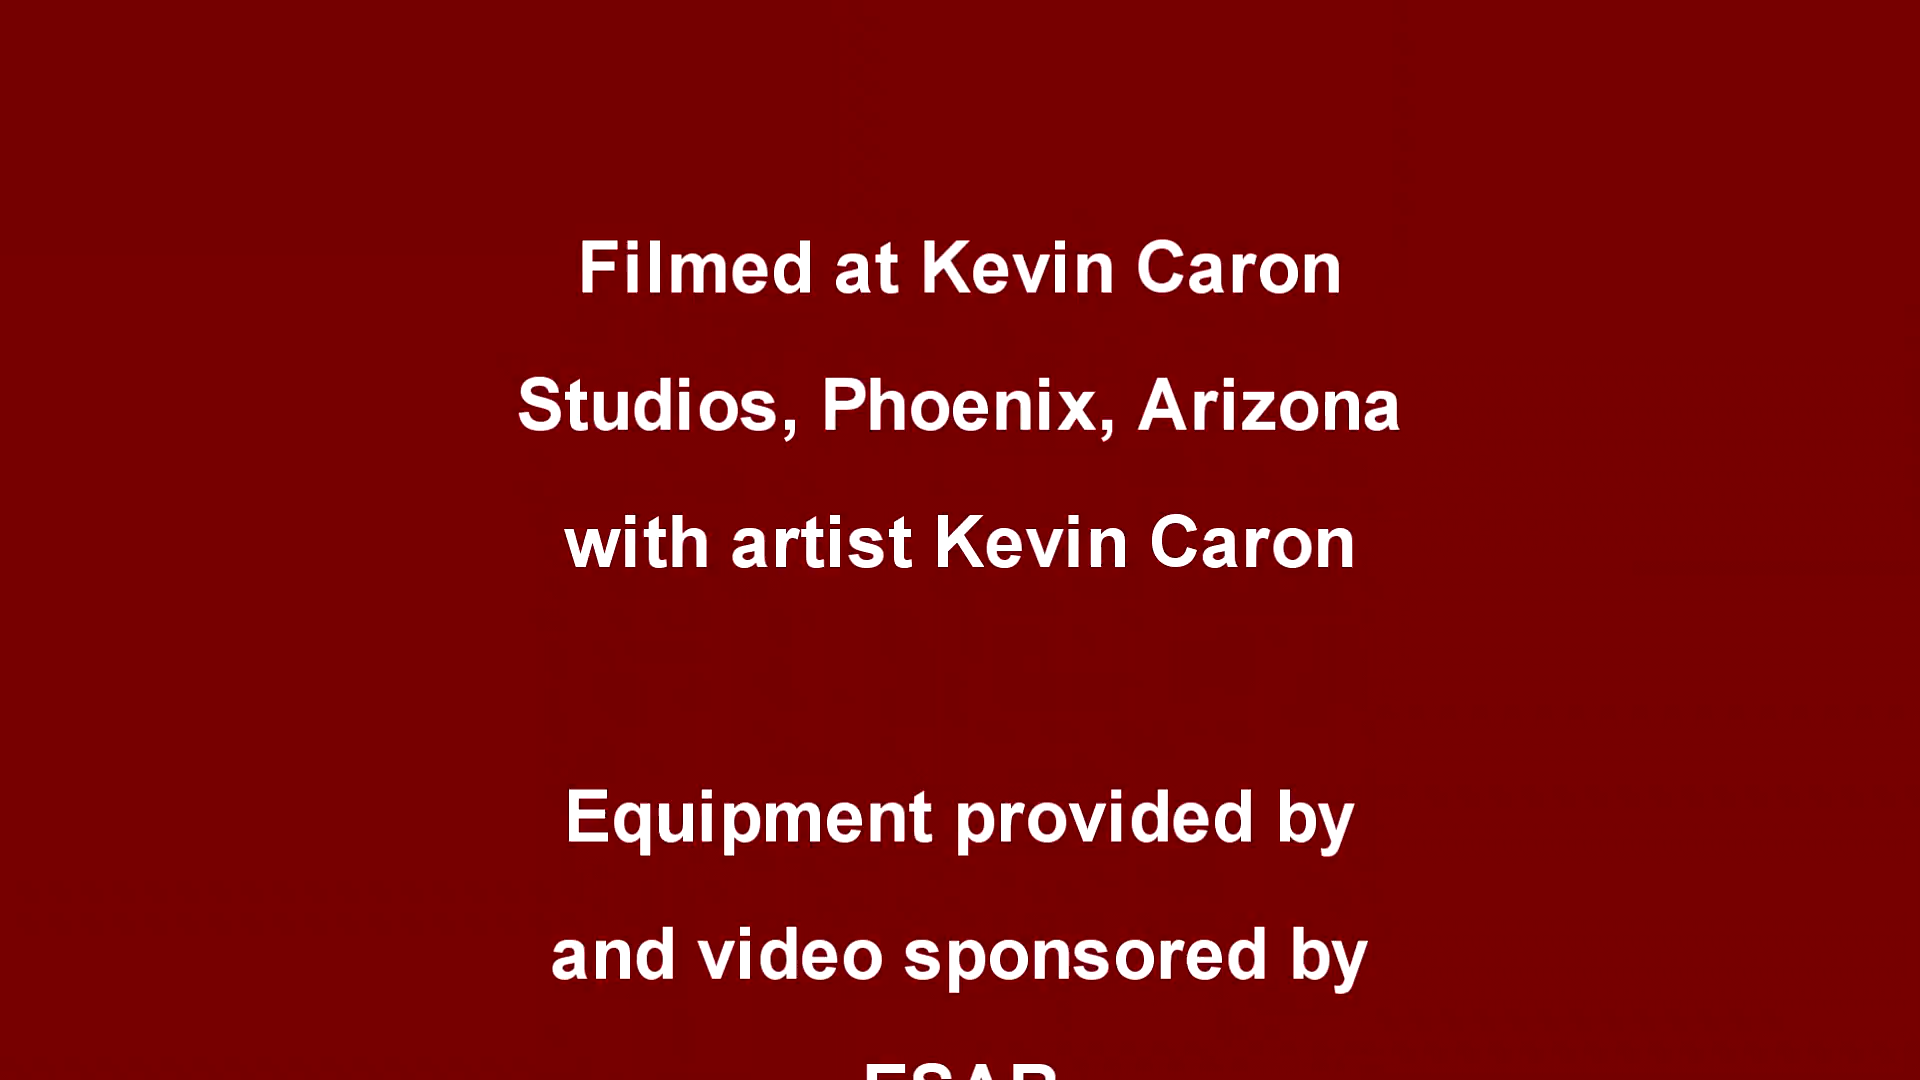 Filmed at Kevin Caron
Studios, Phoenix, Arizona
with artist Kevin Caron
Equipment provided by
and video sponsored by